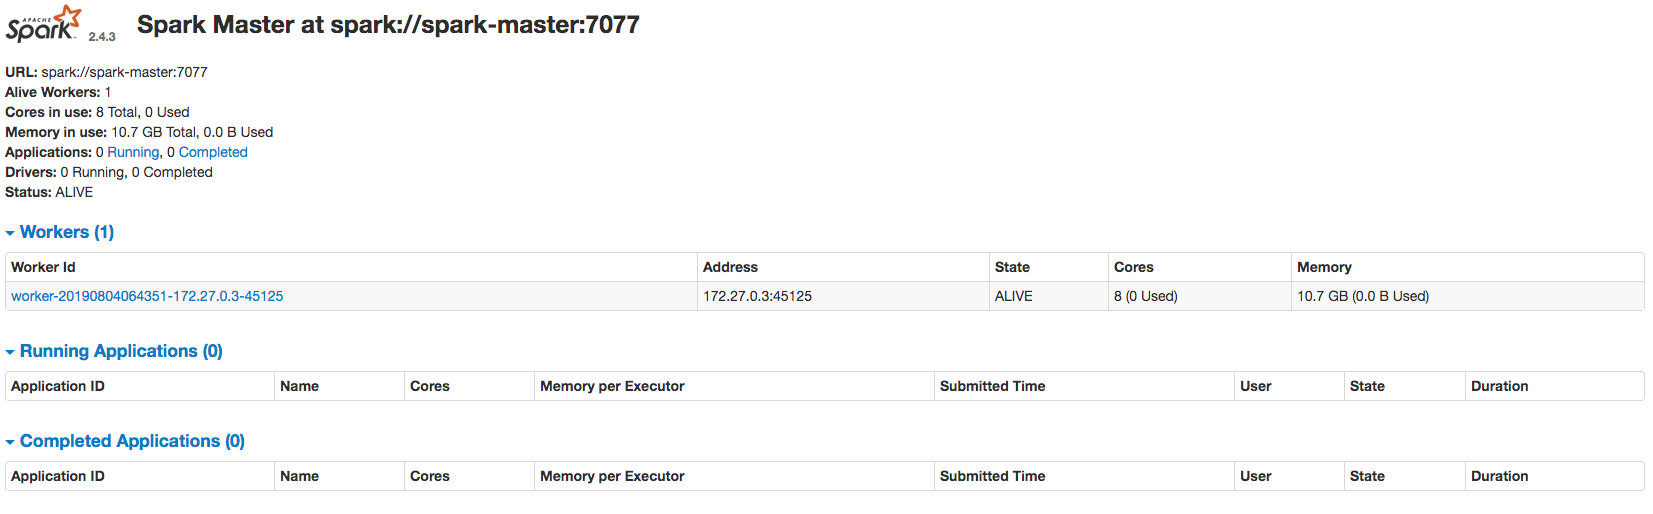 APACHE Spark 2.4.3 Spark Master at spark://spark-master:7077
URL: spark://spark-master:7077
Alive Workers: 1
Cores in use: 8 Total, 0 Used
Memory in use: 10.7 GB Total, 0.0 B Used
Applications: 0 Running, 0 Completed
Drivers: 0 Running, 0 Completed
Status: ALIVE
Workers (1)
Worker Id Address State Cores Memory
worker-20190804064351-172.27.0.3-45125 172.27.0.3:45125 ALIVE 8 (0 Used) 10.7 GB (0.0 B Used)
Running Applications (0)
Application ID Name Cores Memory per Executor Submitted Time User State Duration
Completed Applications (0)
Application ID Name Cores Memory per Executor Submitted Time User State Duration